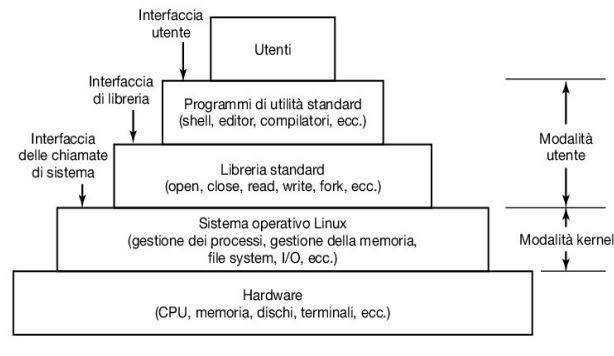 Interfaccia
utente
Utenti
Interfaccia
di libreria
Programmi di utilità standard
(shell, editor, compilatori, ecc.)
Interfaccia
delle chiamate
di sistema
Modalità
utente
Libreria standard
(open, close, read, write, fork, ecc.)
Sistema operativo Linux
(gestione dei processi, gestione della memoria,
file system, I/O, ecc.)
Modalità kernel
Hardware
(CPU, memoria, dischi, terminali, ecc.)